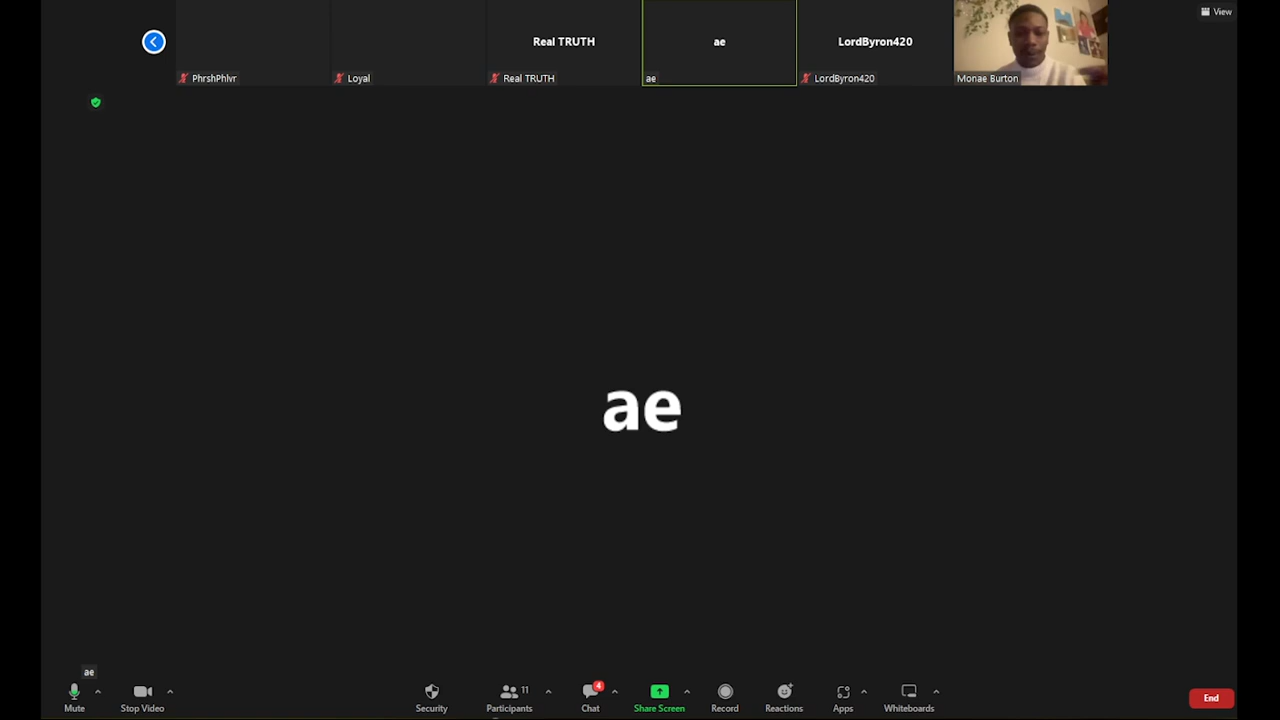 View
Real TRUTH
ae
LordByron420
PhrshPhlvr
Loyal
Real TRUTH
ae
LordByron420
Monae Burton
ae
ae
Mute
Stop Video
Security
11
Participants
4
Chat
Share Screen
Record
Reactions
Apps
Whiteboards
End